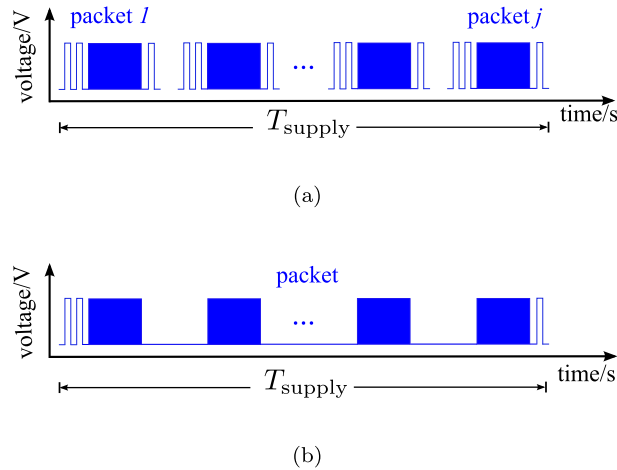 packet 1
packet j
voltage/V
...
T_supply
time/s
(a)
packet
voltage/V
...
T_supply
time/s
(b)